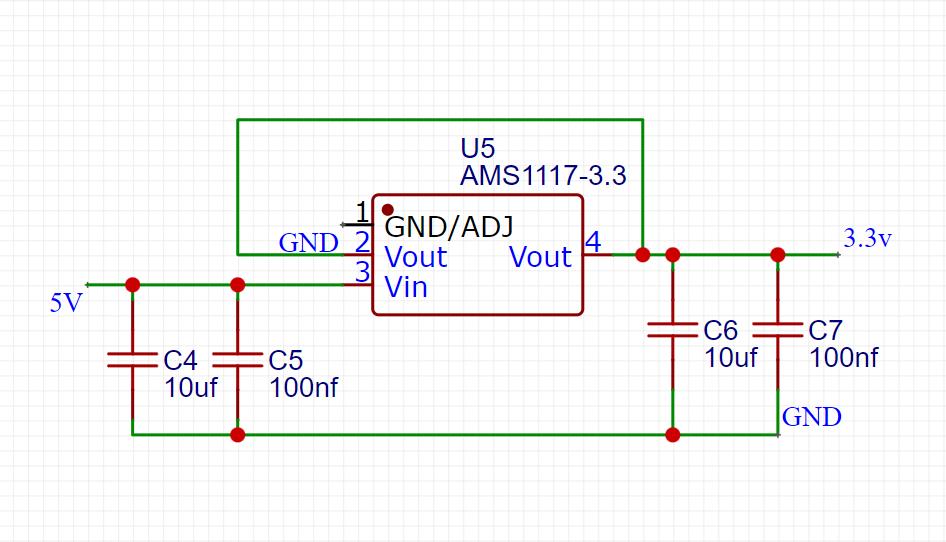 U5
AMS1117-3.3
1
GND/ADJ
GND
2
Vout
Vout
4
3.3v
3
Vin
5V
C4
10uf
C5
100nf
C6
10uf
C7
100nf
GND